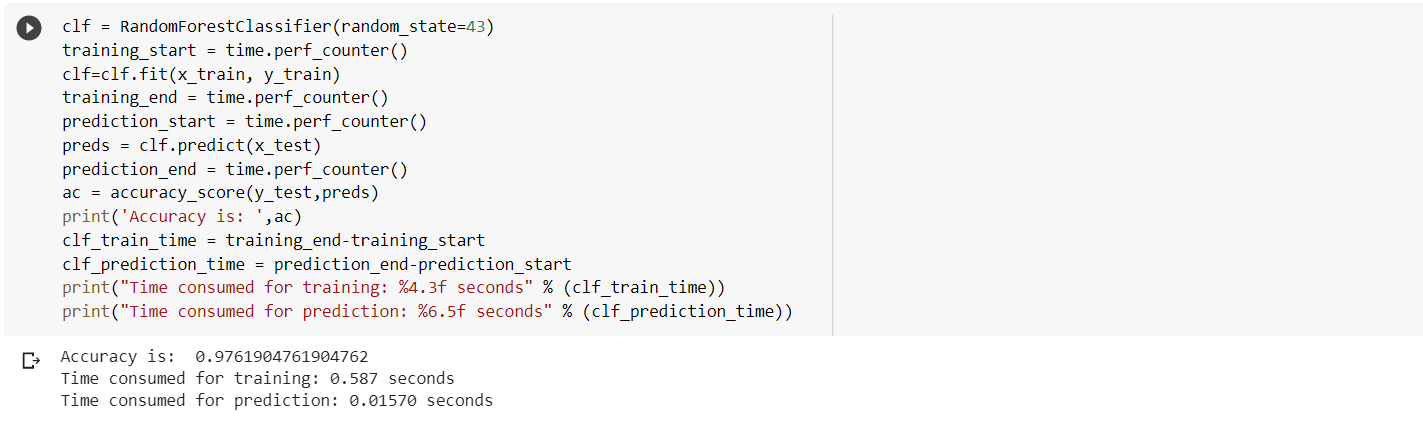 clf = RandomForestClassifier(random_state=43)
training_start = time.perf_counter()
clf=clf.fit(x_train, y_train)
training_end = time.perf_counter()
prediction_start = time.perf_counter()
preds = clf.predict(x_test)
prediction_end = time.perf_counter()
ac = accuracy_score(y_test,preds)
print('Accuracy is: ',ac)
clf_train_time = training_end-training_start
clf_prediction_time = prediction_end-prediction_start
print("Time consumed for training: %4.3f seconds" % (clf_train_time))
print("Time consumed for prediction: %6.5f seconds" % (clf_prediction_time))
Accuracy is:  0.9761904761904762
Time consumed for training: 0.587 seconds
Time consumed for prediction: 0.01570 seconds